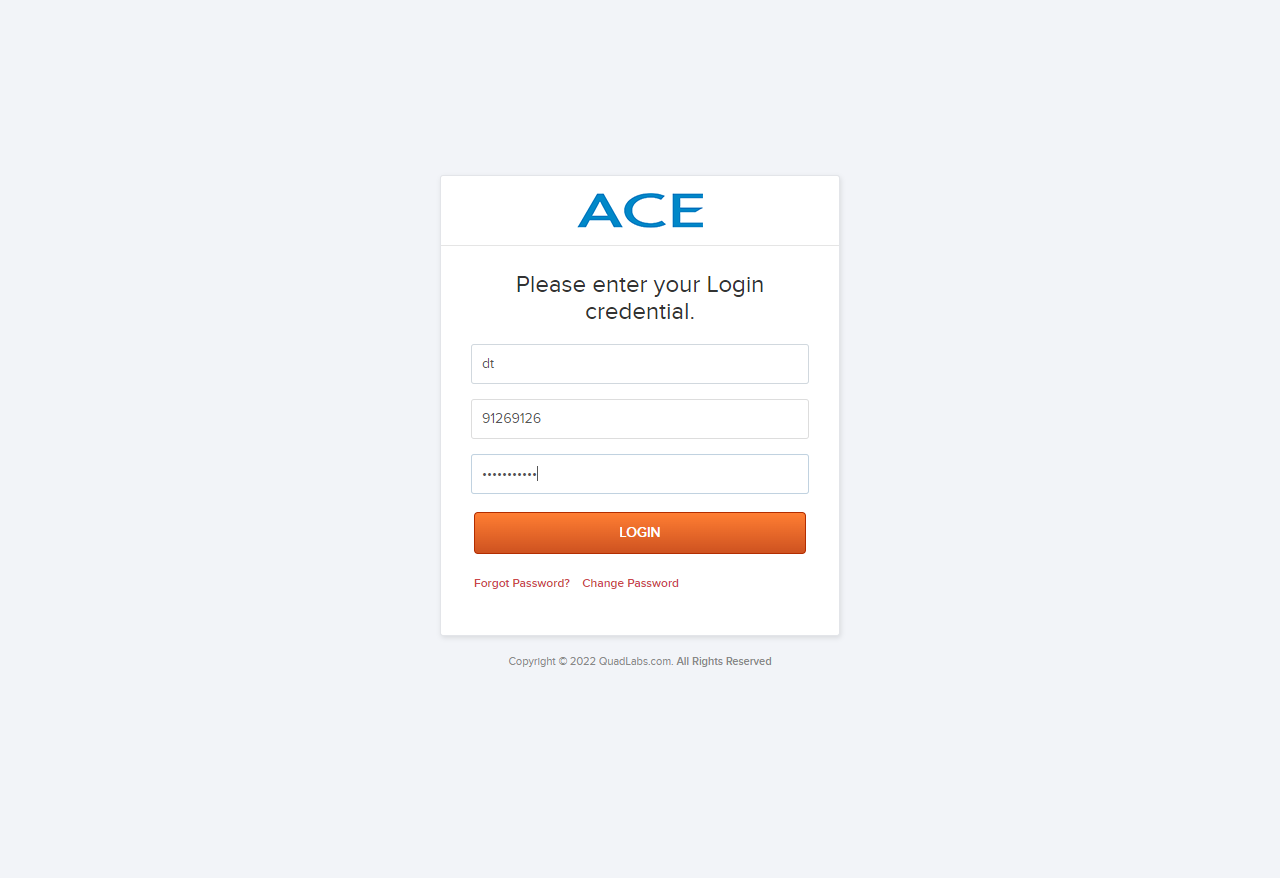 ACE
Please enter your Login
credential.
dt
91269126
•••••••••••
LOGIN
Forgot Password? Change Password
Copyright © 2022 QuadLabs.com. All Rights Reserved